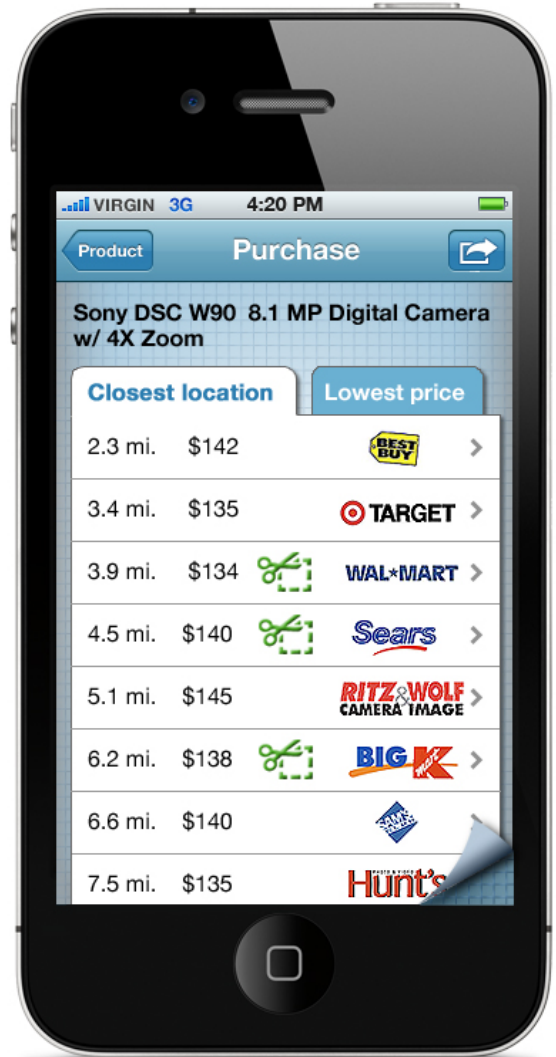 VIRGIN 3G 4:20 PM
Product Purchase
Sony DSC W90 8.1 MP Digital Camera
w/ 4X Zoom
Closest location Lowest price
2.3 mi. $142 BEST BUY
3.4 mi. $135 TARGET
3.9 mi. $134 WAL★MART
4.5 mi. $140 Sears
5.1 mi. $145 RITZ & WOLF CAMERA IMAGE
6.2 mi. $138 BIG K mart
6.6 mi. $140 SAM'S
7.5 mi. $135 Hunt's